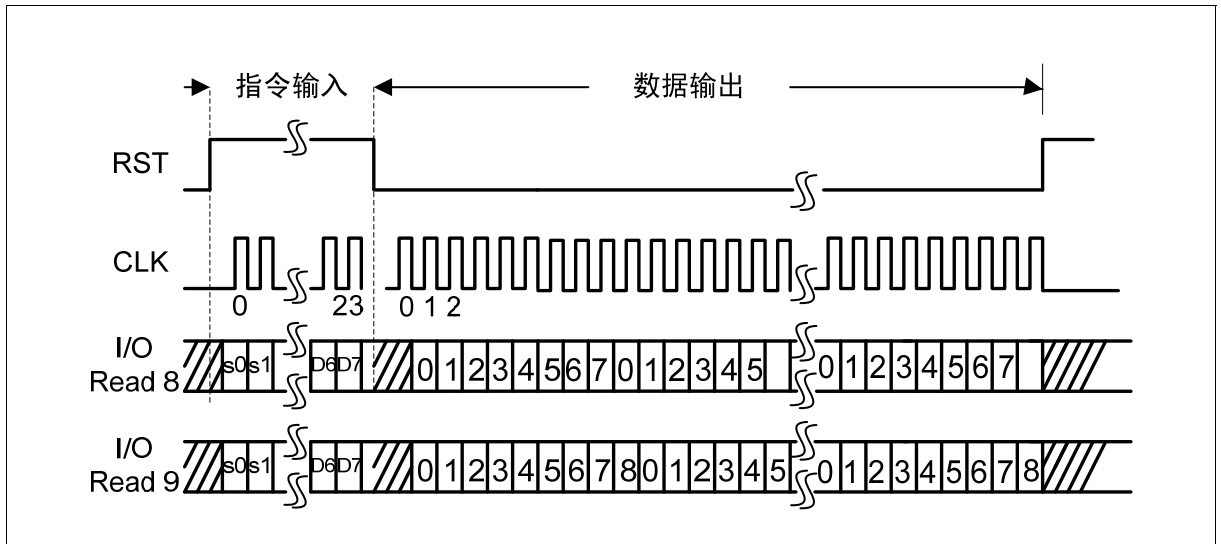 指令输入 数据输出
RST
CLK
0 23 0 1 2
I/O
Read 8
s0 s1 D6 D7 0 1 2 3 4 5 6 7 0 1 2 3 4 5 0 1 2 3 4 5 6 7
I/O
Read 9
s0 s1 D6 D7 0 1 2 3 4 5 6 7 8 0 1 2 3 4 5 0 1 2 3 4 5 6 7 8